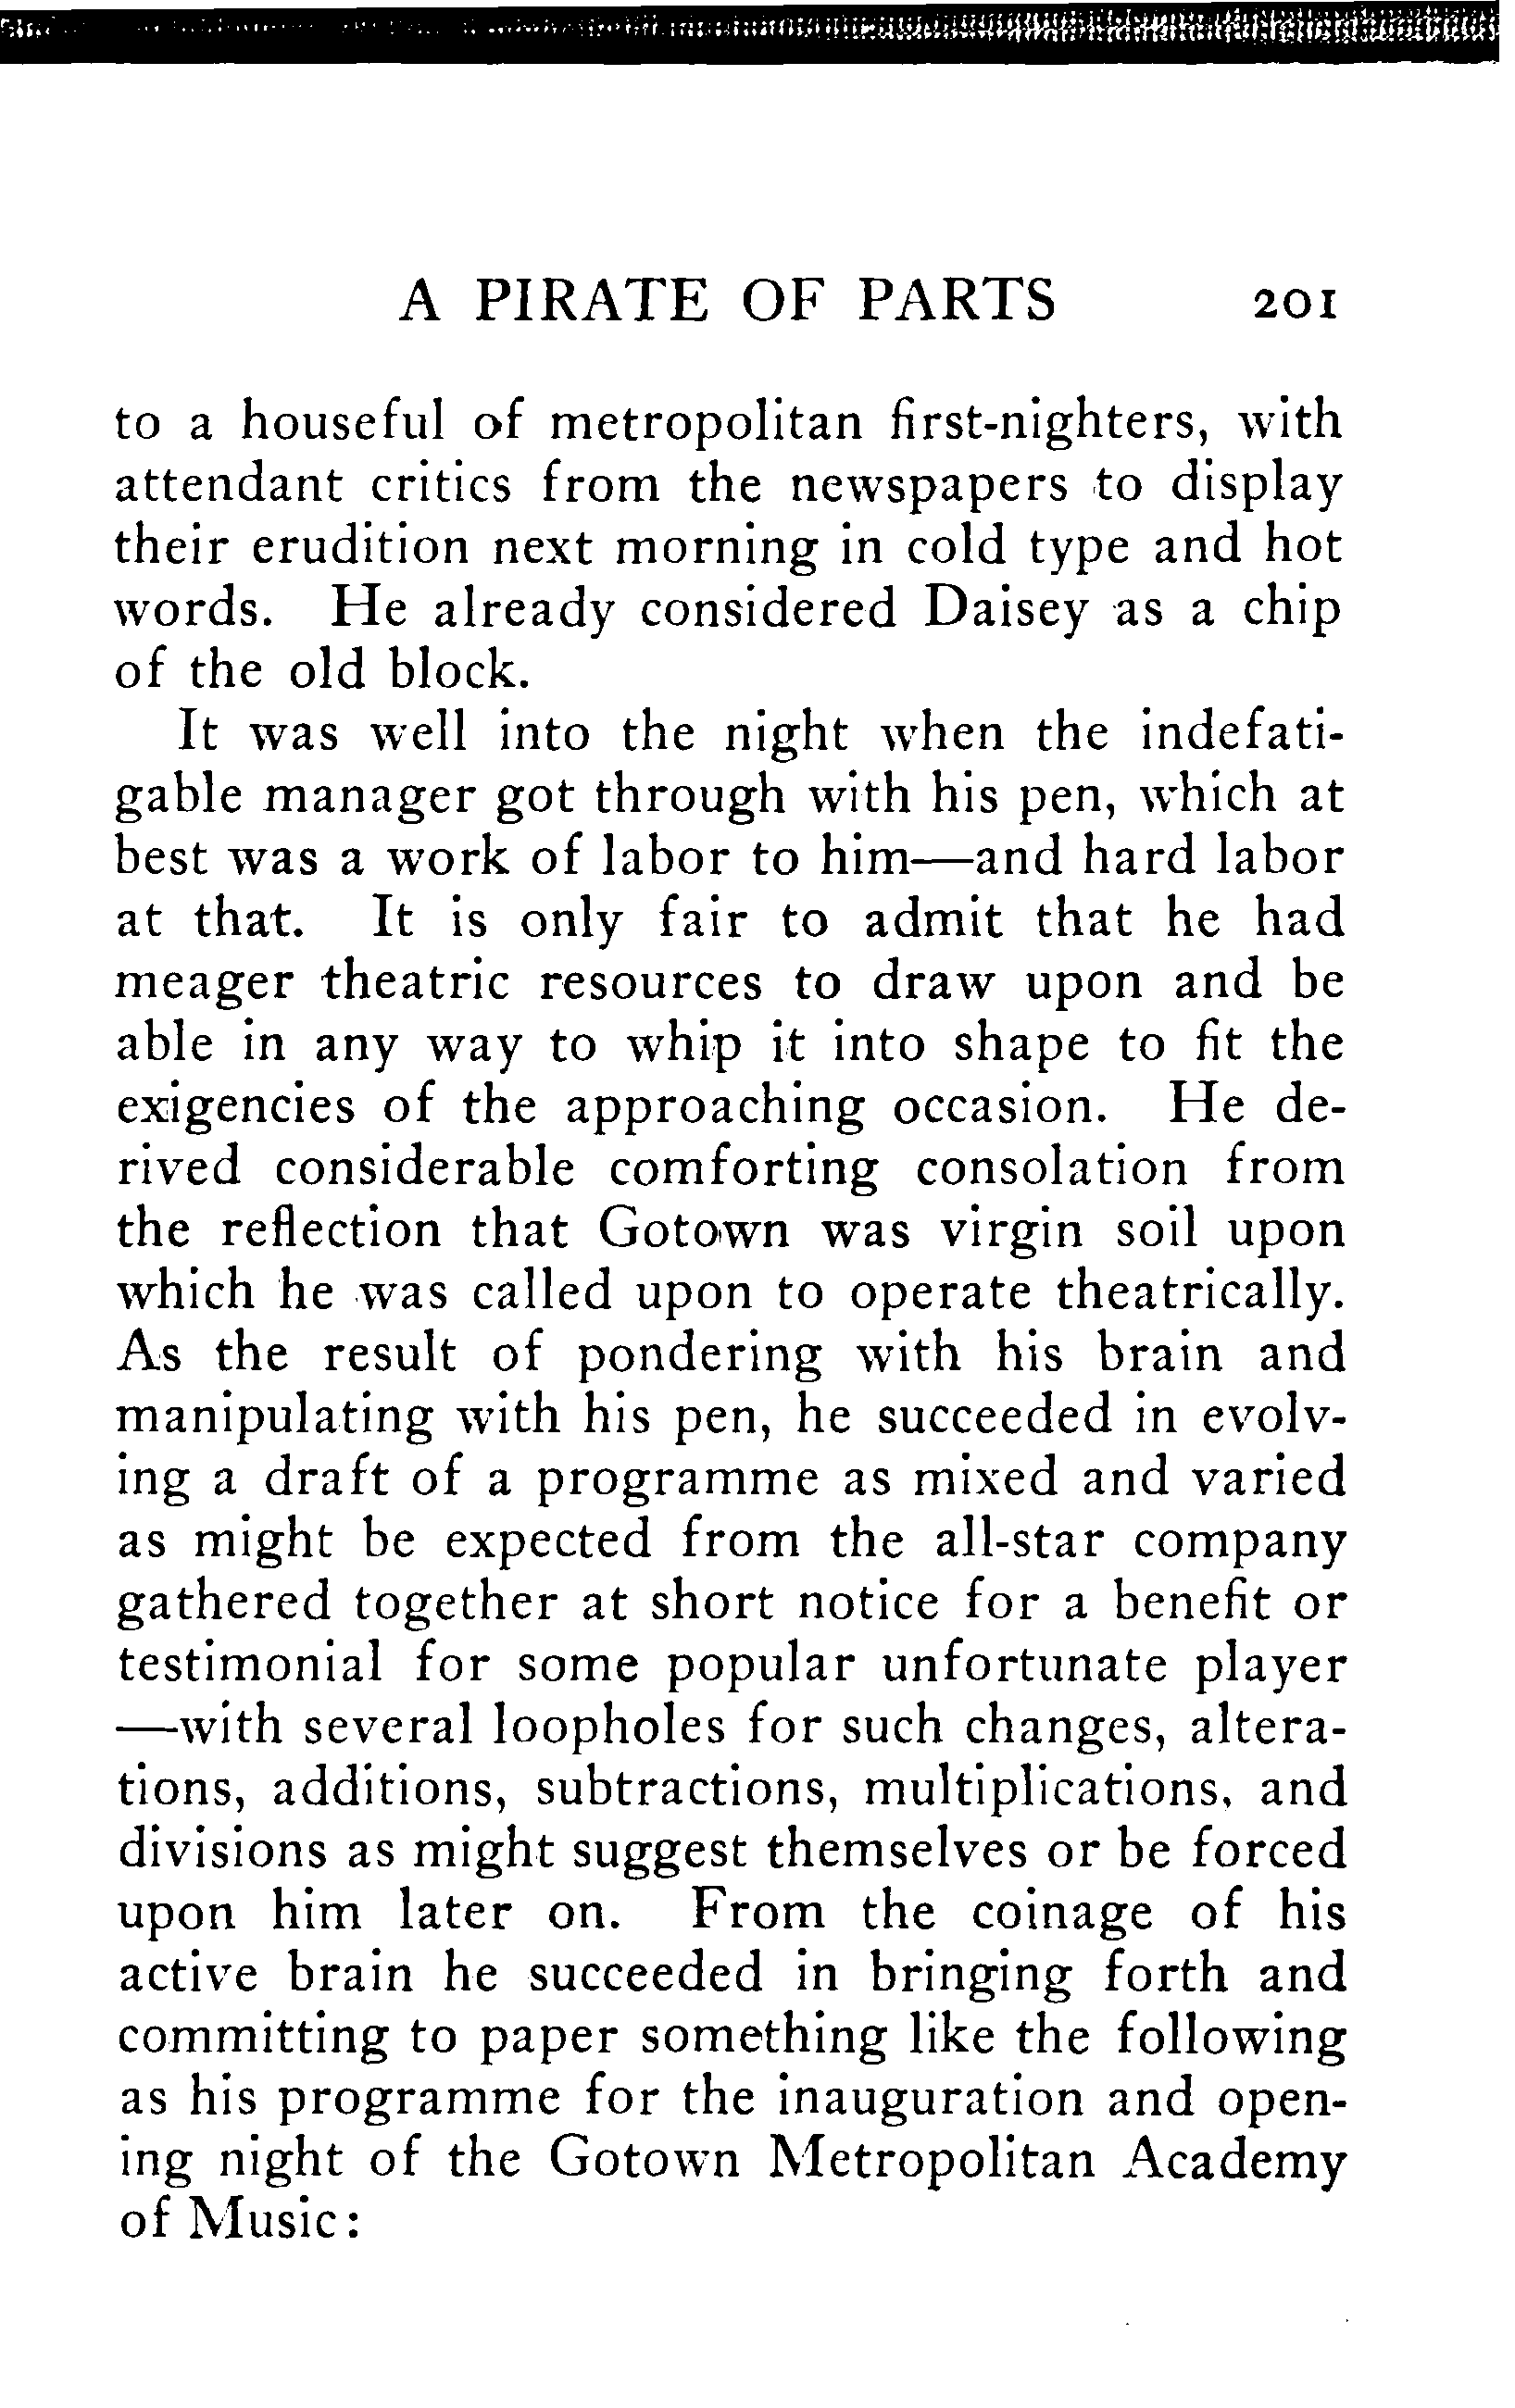 A PIRATE OF PARTS 201
to a houseful of metropolitan first-nighters, with
attendant critics from the newspapers to display
their erudition next morning in cold type and hot
words. He already considered Daisey as a chip
of the old block.
It was well into the night when the indefati-
gable manager got through with his pen, which at
best was a work of labor to him—and hard labor
at that. It is only fair to admit that he had
meager theatric resources to draw upon and be
able in any way to whip it into shape to fit the
exigencies of the approaching occasion. He de-
rived considerable comforting consolation from
the reflection that Gotown was virgin soil upon
which he was called upon to operate theatrically.
As the result of pondering with his brain and
manipulating with his pen, he succeeded in evolv-
ing a draft of a programme as mixed and varied
as might be expected from the all-star company
gathered together at short notice for a benefit or
testimonial for some popular unfortunate player
—with several loopholes for such changes, altera-
tions, additions, subtractions, multiplications, and
divisions as might suggest themselves or be forced
upon him later on. From the coinage of his
active brain he succeeded in bringing forth and
committing to paper something like the following
as his programme for the inauguration and open-
ing night of the Gotown Metropolitan Academy
of Music: